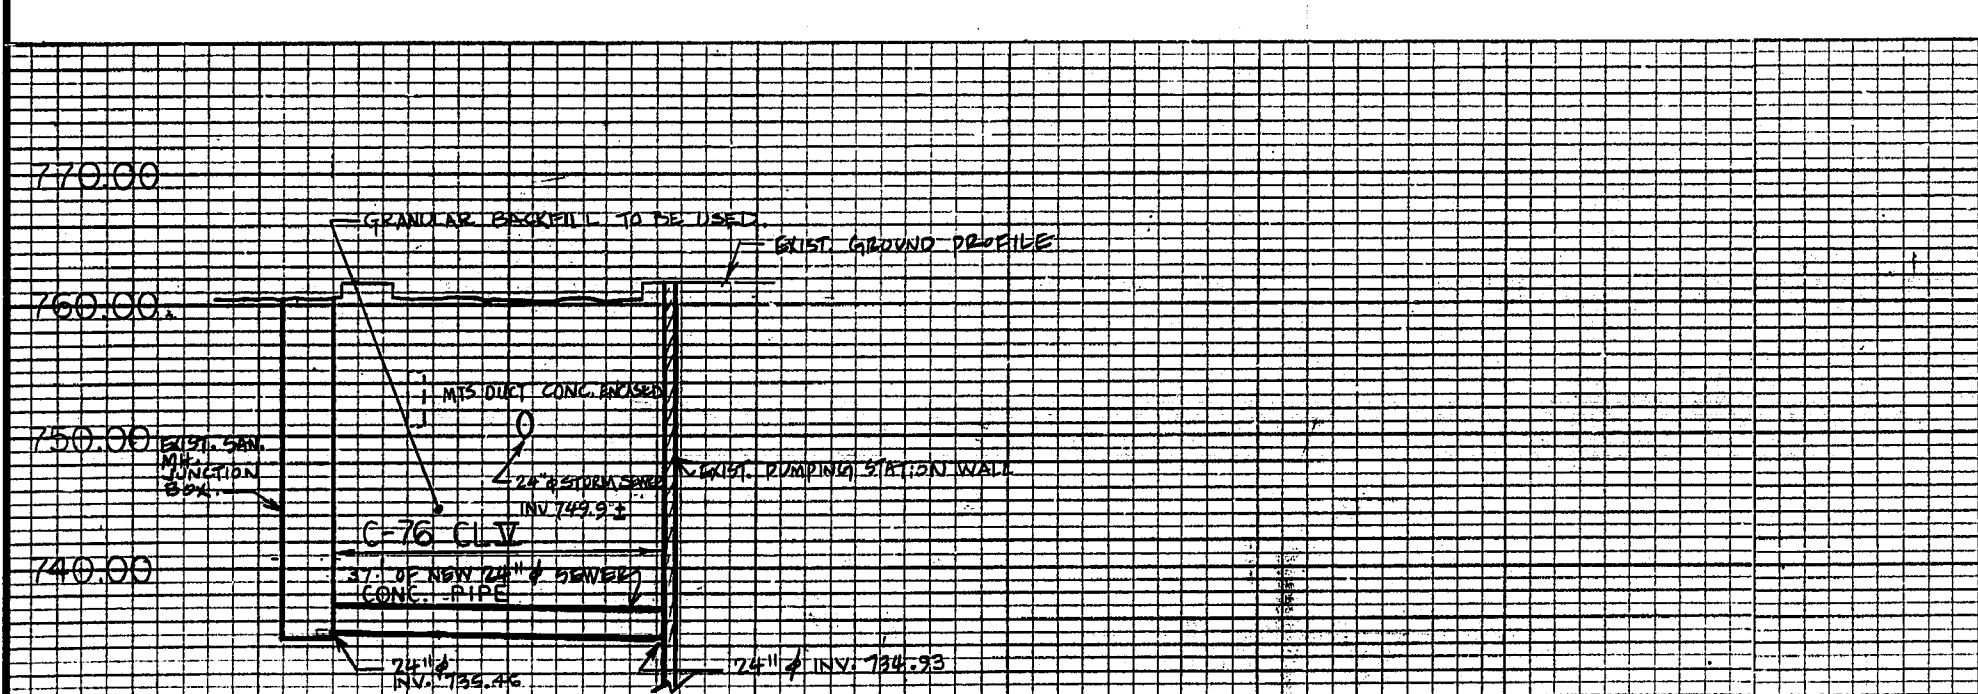 770.00
GRANULAR BACKFILL TO BE USED.
EXIST. GROUND PROFILE
760.00
MTS DUCT CONC. ENCASED
750.00
EXIST. SAN.
MH.
JUNCTION
BOX.
EXIST. PUMPING STATION WALL
24"ϕ STORM SEWER
INV 749.9 ±
C-76 CL IV
740.00
37' OF NEW 24"ϕ SEWER
CONC. PIPE
24"ϕ
INV. 735.46
24"ϕ INV. 734.93